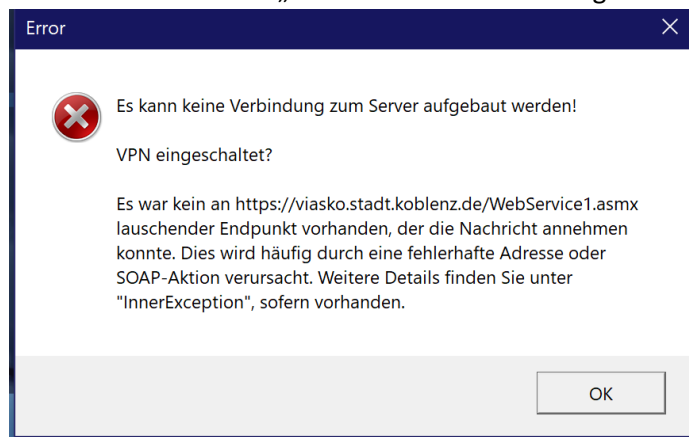 Error
Es kann keine Verbindung zum Server aufgebaut werden!
VPN eingeschaltet?
Es war kein an https://viasko.stadt.koblenz.de/WebService1.asmx
lauschender Endpunkt vorhanden, der die Nachricht annehmen
konnte. Dies wird häufig durch eine fehlerhafte Adresse oder
SOAP-Aktion verursacht. Weitere Details finden Sie unter
"InnerException", sofern vorhanden.
OK